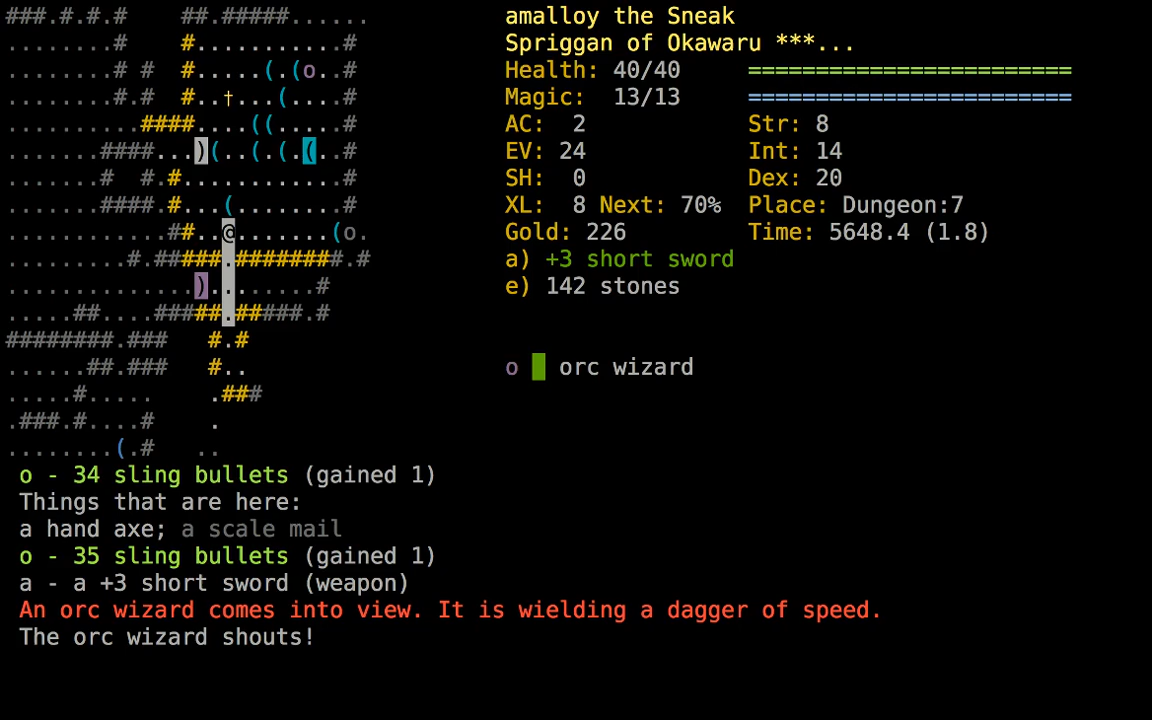 amalloy the Sneak
Spriggan of Okawaru ***...
Health: 40/40
Magic: 13/13
AC: 2 Str: 8
EV: 24 Int: 14
SH: 0 Dex: 20
XL: 8 Next: 70% Place: Dungeon:7
Gold: 226 Time: 5648.4 (1.8)
a) +3 short sword
e) 142 stones
o orc wizard
o - 34 sling bullets (gained 1)
Things that are here:
a hand axe; a scale mail
o - 35 sling bullets (gained 1)
a - a +3 short sword (weapon)
An orc wizard comes into view. It is wielding a dagger of speed.
The orc wizard shouts!